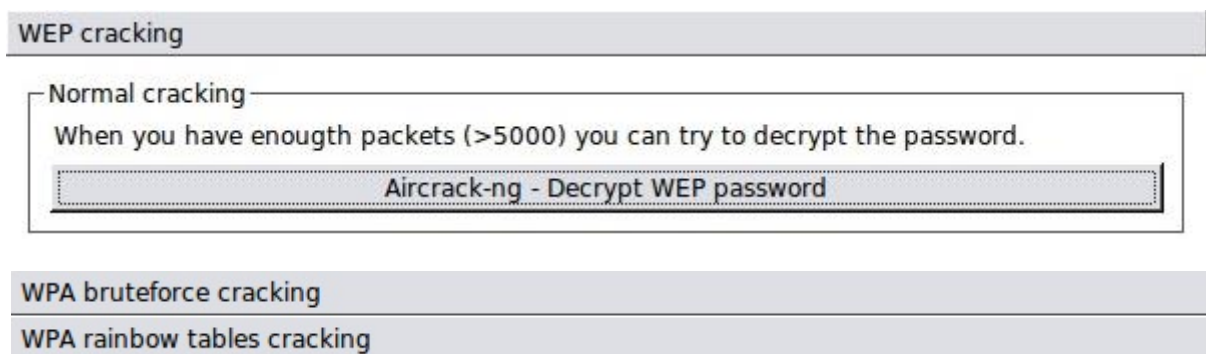 WEP cracking
Normal cracking
When you have enougth packets (>5000) you can try to decrypt the password.
Aircrack-ng - Decrypt WEP password
WPA bruteforce cracking
WPA rainbow tables cracking